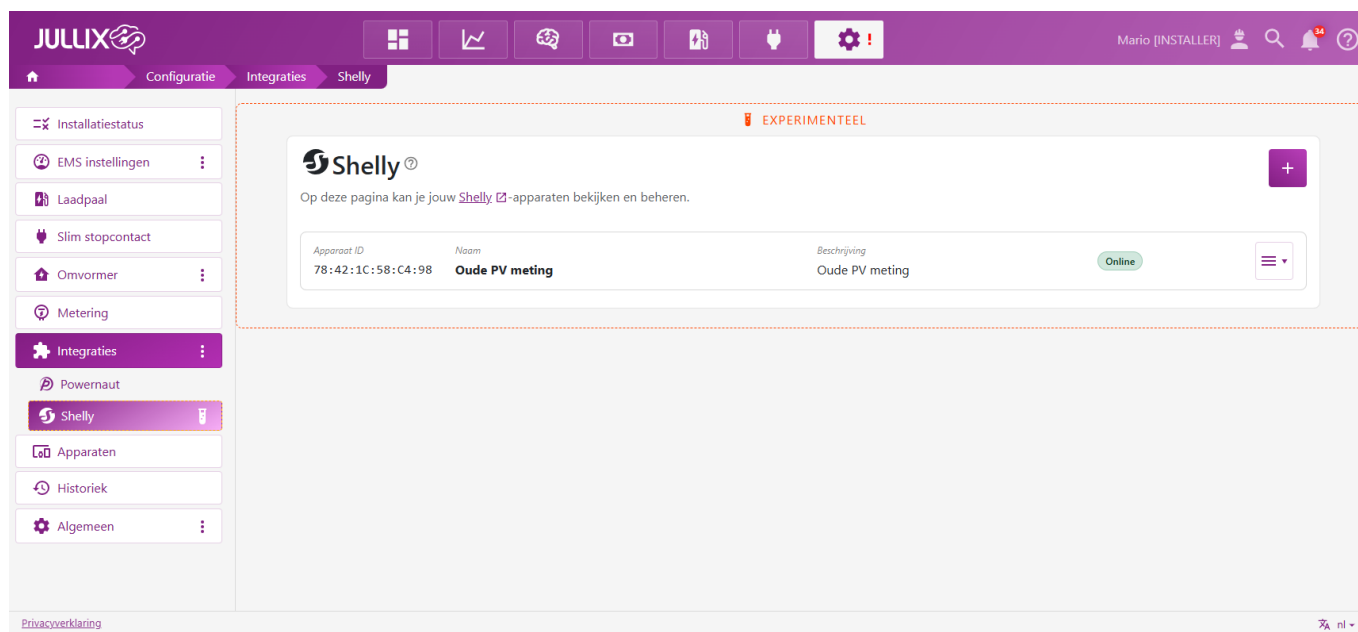 JULLIX
!
Mario [INSTALLER]
34
Configuratie
Integraties
Shelly
Installatiestatus
EMS instellingen
Laadpaal
Slim stopcontact
Omvormer
Metering
Integraties
Powernaut
Shelly
Apparaten
Historiek
Algemeen
EXPERIMENTEEL
Shelly
+
Op deze pagina kan je jouw Shelly -apparaten bekijken en beheren.
Apparaat ID Naam Beschrijving
78:42:1C:58:C4:98 Oude PV meting Oude PV meting Online
Privacyverklaring
nl